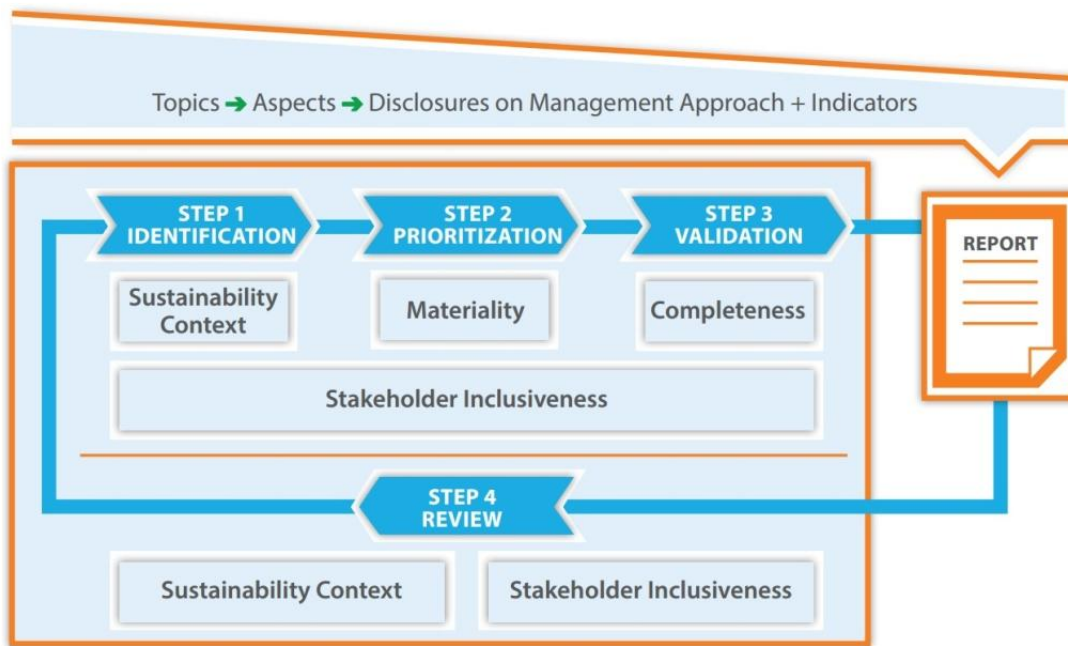 Topics ➔ Aspects ➔ Disclosures on Management Approach + Indicators
STEP 1
IDENTIFICATION
STEP 2
PRIORITIZATION
STEP 3
VALIDATION
REPORT
Sustainability
Context
Materiality
Completeness
Stakeholder Inclusiveness
STEP 4
REVIEW
Sustainability Context
Stakeholder Inclusiveness